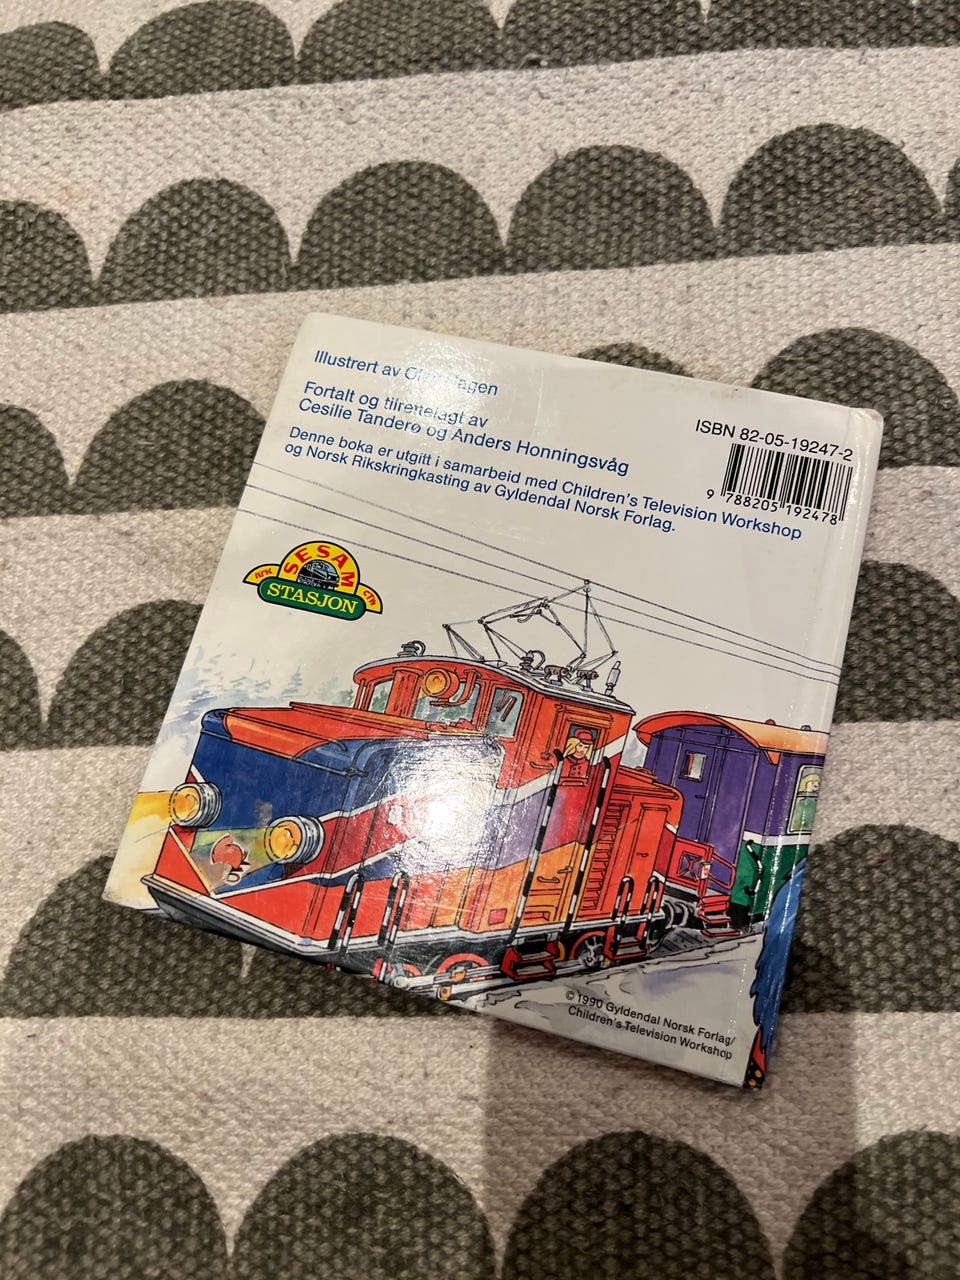 Illustrert av
Fortalt og tilrettelagt av
Cesilie Tanderø og Anders Honningsvåg
Denne boka er utgitt i samarbeid med Children's Television Workshop
og Norsk Rikskringkasting av Gyldendal Norsk Forlag.
ISBN 82-05-19247-2
9 788205 192478
NRK SESAM CTW
STASJON
© 1990 Gyldendal Norsk Forlag/
Children's Television Workshop